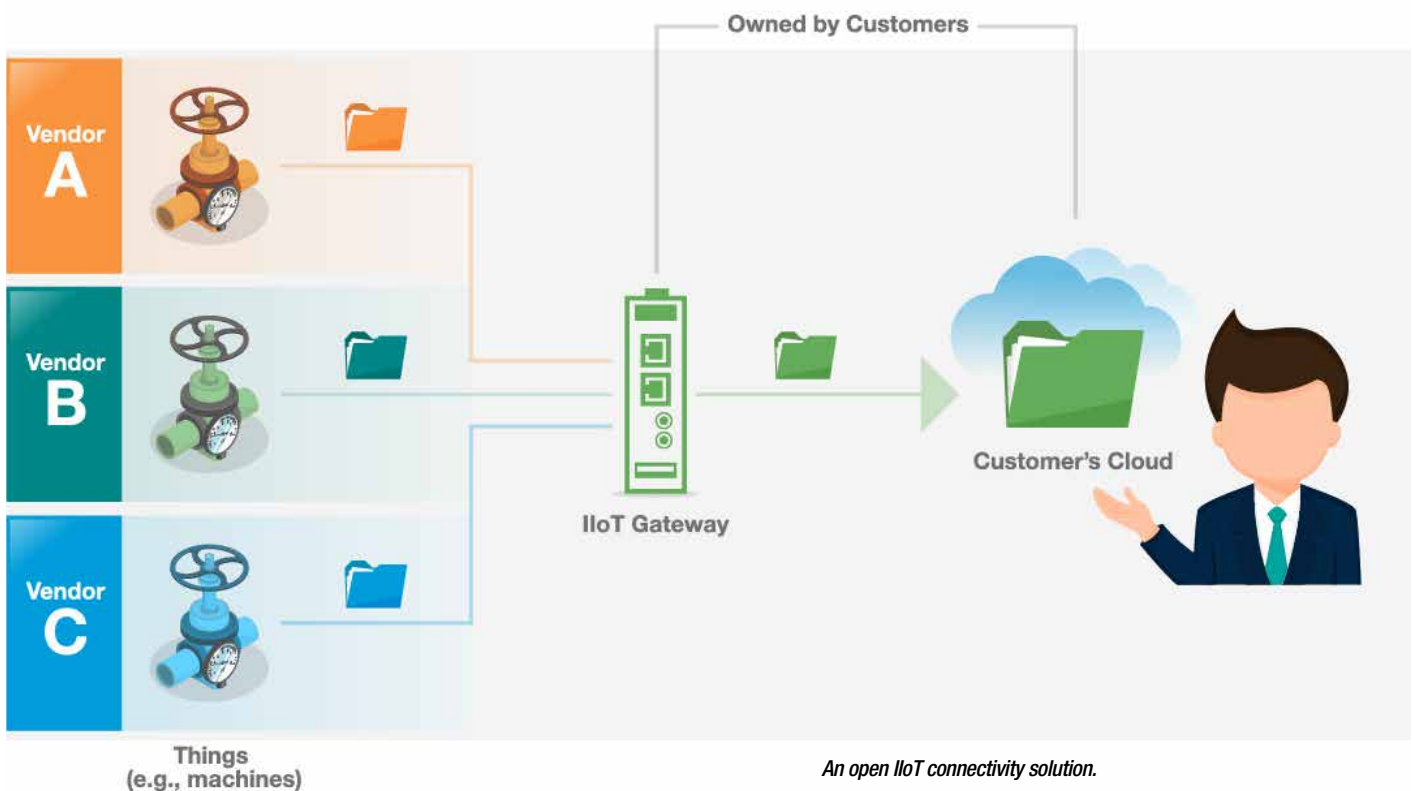 Owned by Customers
Vendor
A
Vendor
B
Vendor
C
IIoT Gateway
Customer's Cloud
Things
(e.g., machines)
An open IIoT connectivity solution.